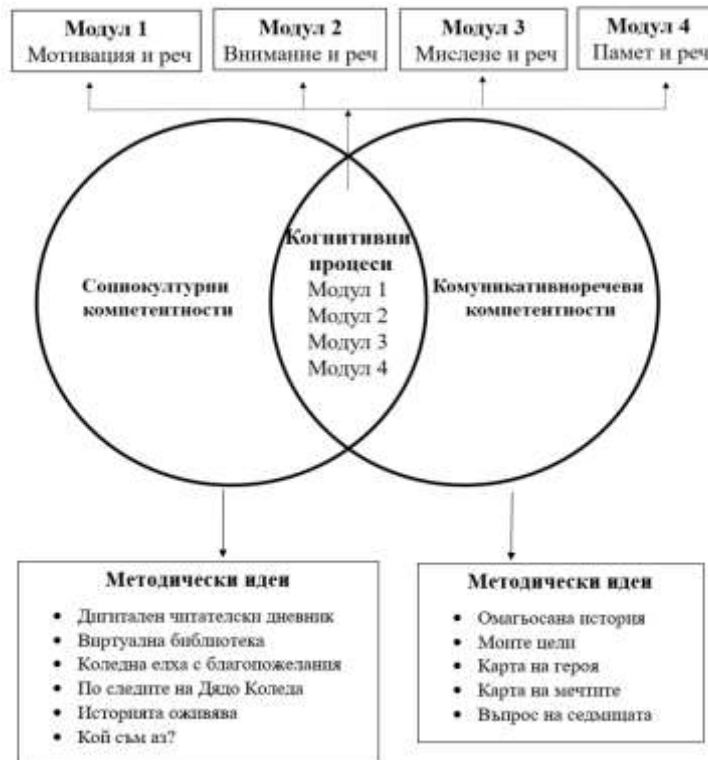 Модул 1
Мотивация и реч
Модул 2
Внимание и реч
Модул 3
Мислене и реч
Модул 4
Памет и реч
Социокултурни
компетентности
Когнитивни
процеси
Модул 1
Модул 2
Модул 3
Модул 4
Комуникативноречеви
компетентности
Методически идеи
• Дигитален читателски дневник
• Виртуална библиотека
• Коледна елха с благопожелания
• По следите на Дядо Коледа
• Историята оживява
• Кой съм аз?
Методически идеи
• Омагьосана история
• Моите цели
• Карта на героя
• Карта на мечтите
• Въпрос на седмицата